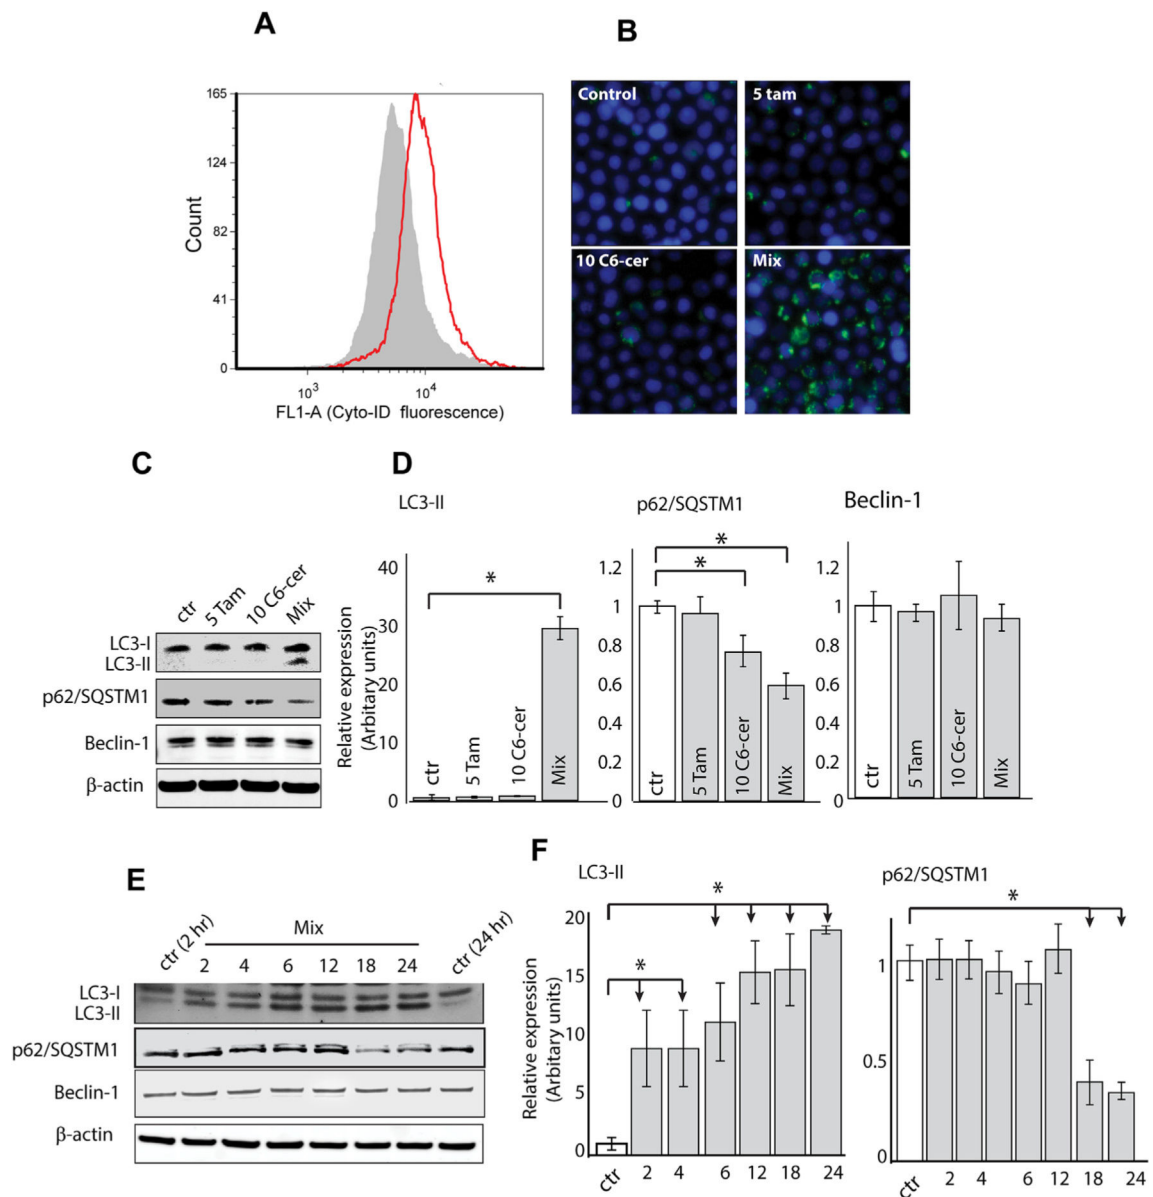 A
B
165
124
82
41
0
Count
10³
10⁴
FL1-A (Cyto-ID fluorescence)
Control
5 tam
10 C6-cer
Mix
C
D
ctr
5 Tam
10 C6-cer
Mix
LC3-I
LC3-II
p62/SQSTM1
Beclin-1
β-actin
LC3-II
Relative expression
(Arbitary units)
40
30
20
10
0
*
ctr
5 Tam
10 C6-cer
Mix
p62/SQSTM1
1.2
1
0.8
0.6
0.4
0.2
0
*
*
ctr
5 Tam
10 C6-cer
Mix
Beclin-1
1.2
1
0.8
0.6
0.4
0.2
0
ctr
5 Tam
10 C6-cer
Mix
E
ctr (2 hr)
Mix
ctr (24 hr)
2 4 6 12 18 24
LC3-I
LC3-II
p62/SQSTM1
Beclin-1
β-actin
F
LC3-II
Relative expression
(Arbitary units)
20
15
10
5
0
*
*
ctr 2 4 6 12 18 24
p62/SQSTM1
*
1
0.5
0
ctr 2 4 6 12 18 24